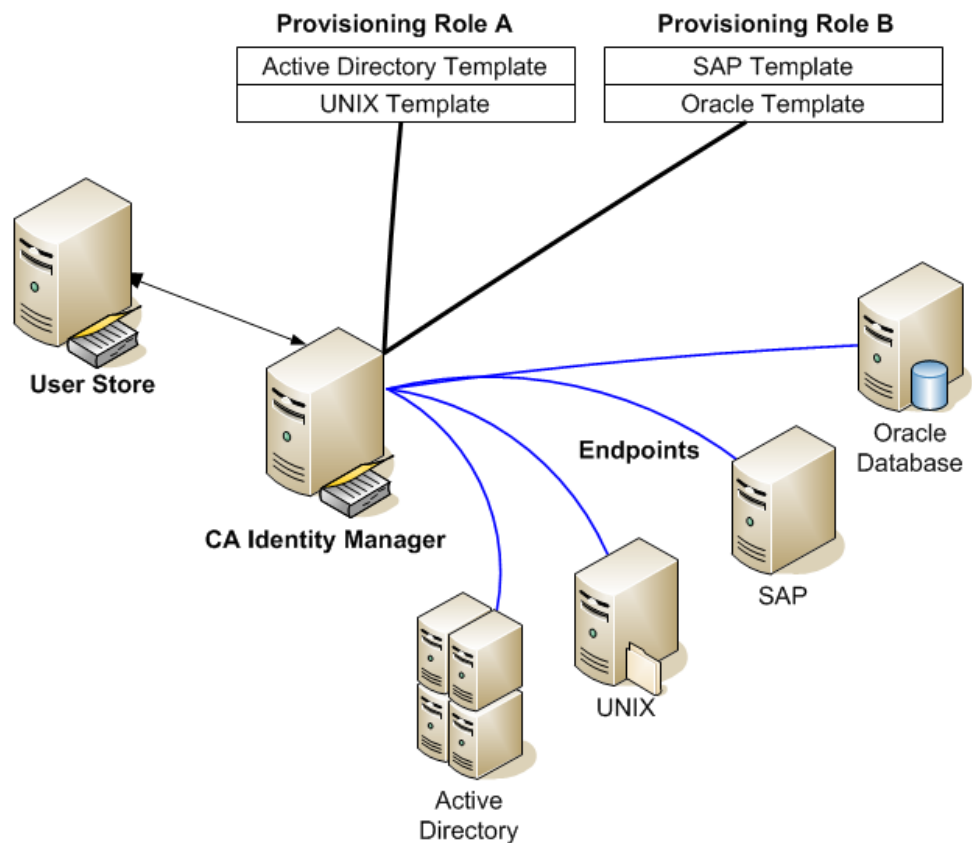 Provisioning Role A
Active Directory Template
UNIX Template
Provisioning Role B
SAP Template
Oracle Template
User Store
CA Identity Manager
Endpoints
Oracle
Database
SAP
UNIX
Active
Directory